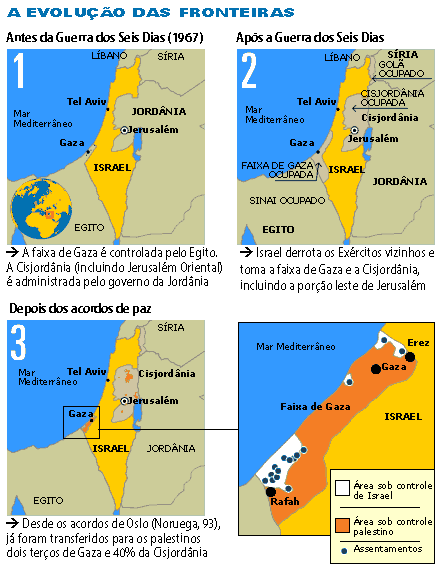 A EVOLUÇÃO DAS FRONTEIRAS
Antes da Guerra dos Seis Dias (1967)
1
LÍBANO
SÍRIA
Mar
Mediterrâneo
Tel Aviv
JORDÂNIA
Jerusalém
Gaza
ISRAEL
EGITO
→ A faixa de Gaza é controlada pelo Egito.
A Cisjordânia (incluindo Jerusalém Oriental)
é administrada pelo governo da Jordânia
Após a Guerra dos Seis Dias
2
LÍBANO
SÍRIA
GOLÃ
OCUPADO
Mar
Mediterrâneo
Tel Aviv
CISJORDÂNIA
OCUPADA
Cisjordânia
Jerusalém
Gaza
FAIXA DE GAZA
OCUPADA
ISRAEL
JORDÂNIA
SINAI OCUPADO
EGITO
→ Israel derrota os Exércitos vizinhos e
toma a faixa de Gaza e a Cisjordânia,
incluindo a porção leste de Jerusalém
Depois dos acordos de paz
3
SÍRIA
Mar
Mediterrâneo
Tel Aviv
Cisjordânia
Jerusalém
Gaza
ISRAEL
JORDÂNIA
EGITO
→ Desde os acordos de Oslo (Noruega, 93),
já foram transferidos para os palestinos
dois terços de Gaza e 40% da Cisjordânia
Mar Mediterrâneo
Erez
Gaza
Faixa de Gaza
ISRAEL
Rafah
Área sob controle
de Israel
Área sob controle
palestino
Assentamentos